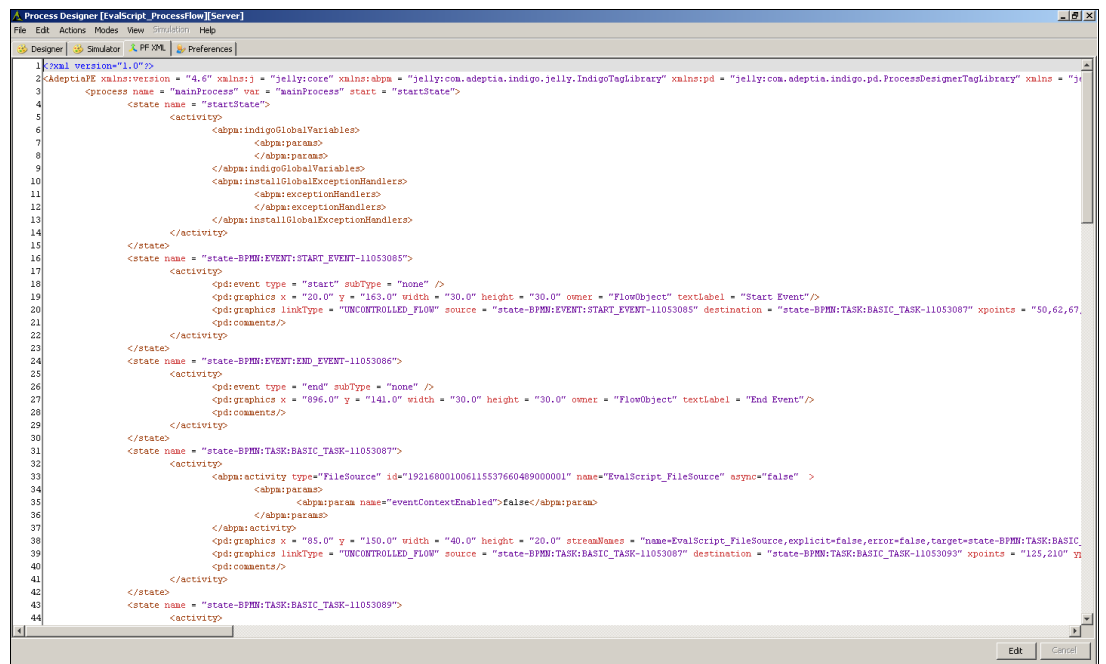 Process Designer [EvalScript_ProcessFlow][Server]
File Edit Actions Modes View Simulation Help
Designer Simulator PF XML Preferences
1 <?xml version="1.0"?>
2 <AdeptiaPE xmlns:version = "4.6" xmlns:j = "jelly:core" xmlns:abpm = "jelly:com.adeptia.indigo.jelly.IndigoTagLibrary" xmlns:pd = "jelly:com.adeptia.indigo.pd.ProcessDesignerTagLibrary" xmlns = "je
3 <process name = "mainProcess" var = "mainProcess" start = "startState">
4 <state name = "startState">
5 <activity>
6 <abpm:indigoGlobalVariables>
7 <abpm:params>
8 </abpm:params>
9 </abpm:indigoGlobalVariables>
10 <abpm:installGlobalExceptionHandlers>
11 <abpm:exceptionHandlers>
12 </abpm:exceptionHandlers>
13 </abpm:installGlobalExceptionHandlers>
14 </activity>
15 </state>
16 <state name = "state-BPMN:EVENT:START_EVENT-11053085">
17 <activity>
18 <pd:event type = "start" subType = "none" />
19 <pd:graphics x = "20.0" y = "163.0" width = "30.0" height = "30.0" owner = "FlowObject" textLabel = "Start Event"/>
20 <pd:graphics linkType = "UNCONTROLLED_FLOW" source = "state-BPMN:EVENT:START_EVENT-11053085" destination = "state-BPMN:TASK:BASIC_TASK-11053087" xpoints = "50,62,67,
21 <pd:comments/>
22 </activity>
23 </state>
24 <state name = "state-BPMN:EVENT:END_EVENT-11053086">
25 <activity>
26 <pd:event type = "end" subType = "none" />
27 <pd:graphics x = "896.0" y = "141.0" width = "30.0" height = "30.0" owner = "FlowObject" textLabel = "End Event"/>
28 <pd:comments/>
29 </activity>
30 </state>
31 <state name = "state-BPMN:TASK:BASIC_TASK-11053087">
32 <activity>
33 <abpm:activity type="FileSource" id="192168001006115537660489000001" name="EvalScript_FileSource" async="false" >
34 <abpm:params>
35 <abpm:param name="eventContextEnabled">false</abpm:param>
36 </abpm:params>
37 </abpm:activity>
38 <pd:graphics x = "85.0" y = "150.0" width = "40.0" height = "20.0" streamNames = "name=EvalScript_FileSource,explicit=false,error=false,target=state-BPMN:TASK:BASIC_
39 <pd:graphics linkType = "UNCONTROLLED_FLOW" source = "state-BPMN:TASK:BASIC_TASK-11053087" destination = "state-BPMN:TASK:BASIC_TASK-11053093" xpoints = "125,210" yp
40 <pd:comments/>
41 </activity>
42 </state>
43 <state name = "state-BPMN:TASK:BASIC_TASK-11053089">
44 <activity>
Edit Cancel